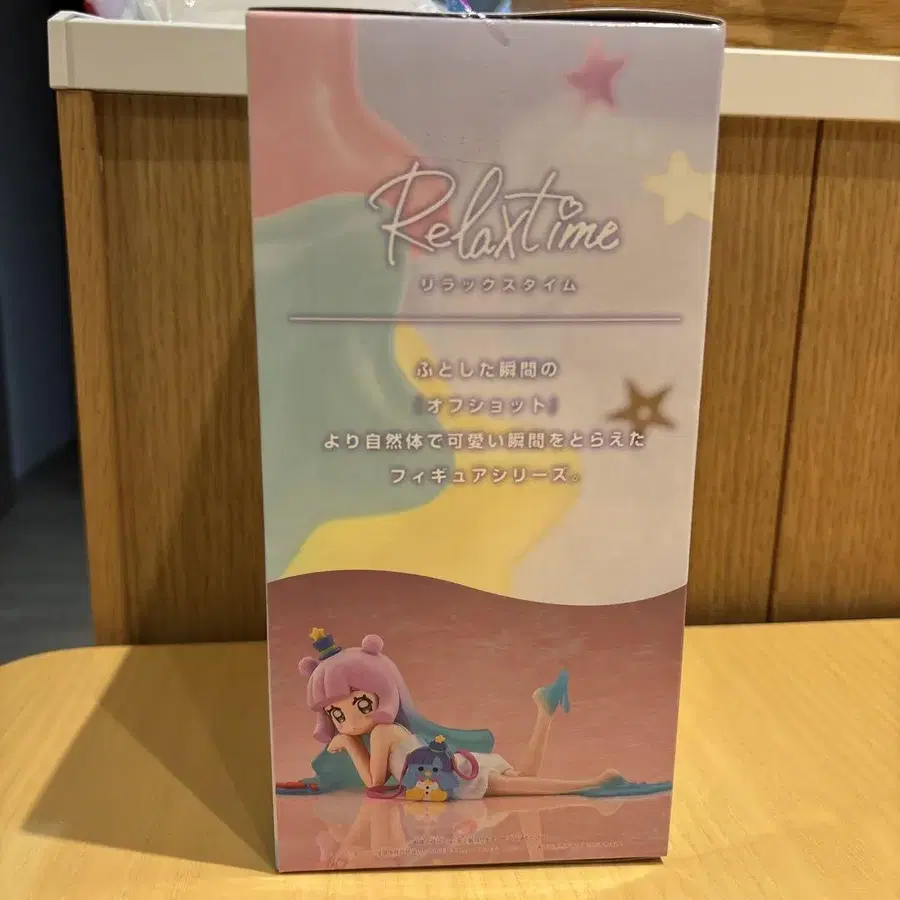 Relaxtime
リラックスタイム
ふとした瞬間の
オフショット
より自然体で可愛い瞬間をとらえた
フィギュアシリーズ。